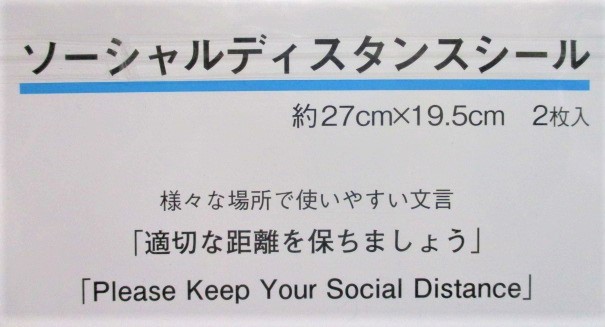 ソーシャルディスタンスシール
約27cm×19.5cm 2枚入
様々な場所で使いやすい文言
「適切な距離を保ちましょう」
「Please Keep Your Social Distance」